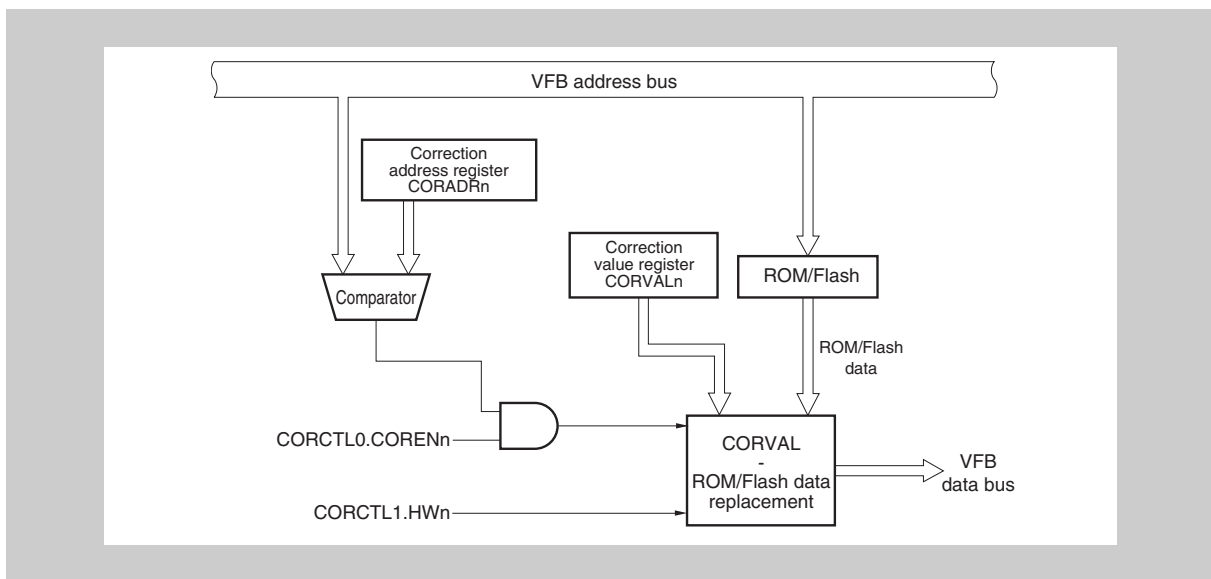 VFB address bus
Correction
address register
CORADRn
Correction
value register
CORVALn
ROM/Flash
Comparator
ROM/Flash
data
CORCTL0.CORENn
CORVAL
-
ROM/Flash data
replacement
VFB
data bus
CORCTL1.HWn